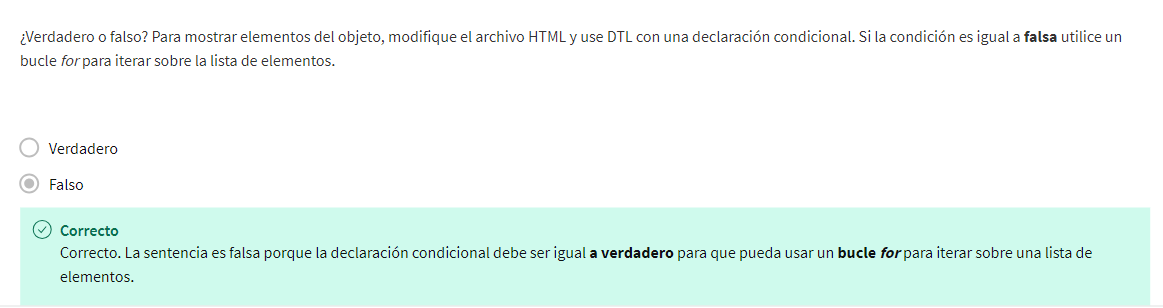 ¿Verdadero o falso? Para mostrar elementos del objeto, modifique el archivo HTML y use DTL con una declaración condicional. Si la condición es igual a falsa utilice un
bucle for para iterar sobre la lista de elementos.
Verdadero
Falso
Correcto
Correcto. La sentencia es falsa porque la declaración condicional debe ser igual a verdadero para que pueda usar un bucle for para iterar sobre una lista de
elementos.